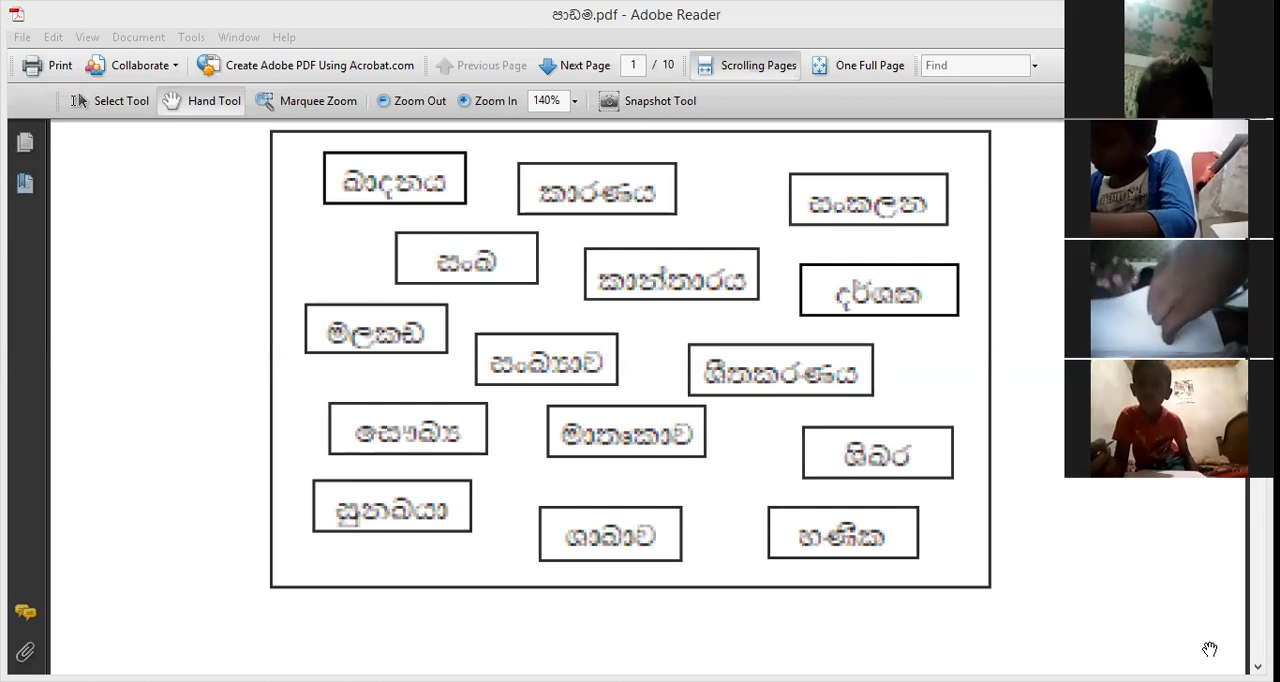 පාඩම.pdf - Adobe Reader
File Edit View Document Tools Window Help
Print Collaborate Create Adobe PDF Using Acrobat.com Previous Page Next Page 1 / 10 Scrolling Pages One Full Page Find
Select Tool Hand Tool Marquee Zoom Zoom Out Zoom In 140% Snapshot Tool
ඛාදනය
කාරණය
සංකලන
සංඛ
කාන්තාරය
දර්ශක
මලකඩ
සංඛ්‍යාව
ශීතකරණය
සෞඛ්‍ය
මාතෘකාව
ශිඛර
සුනඛයා
ශාඛාව
භණික